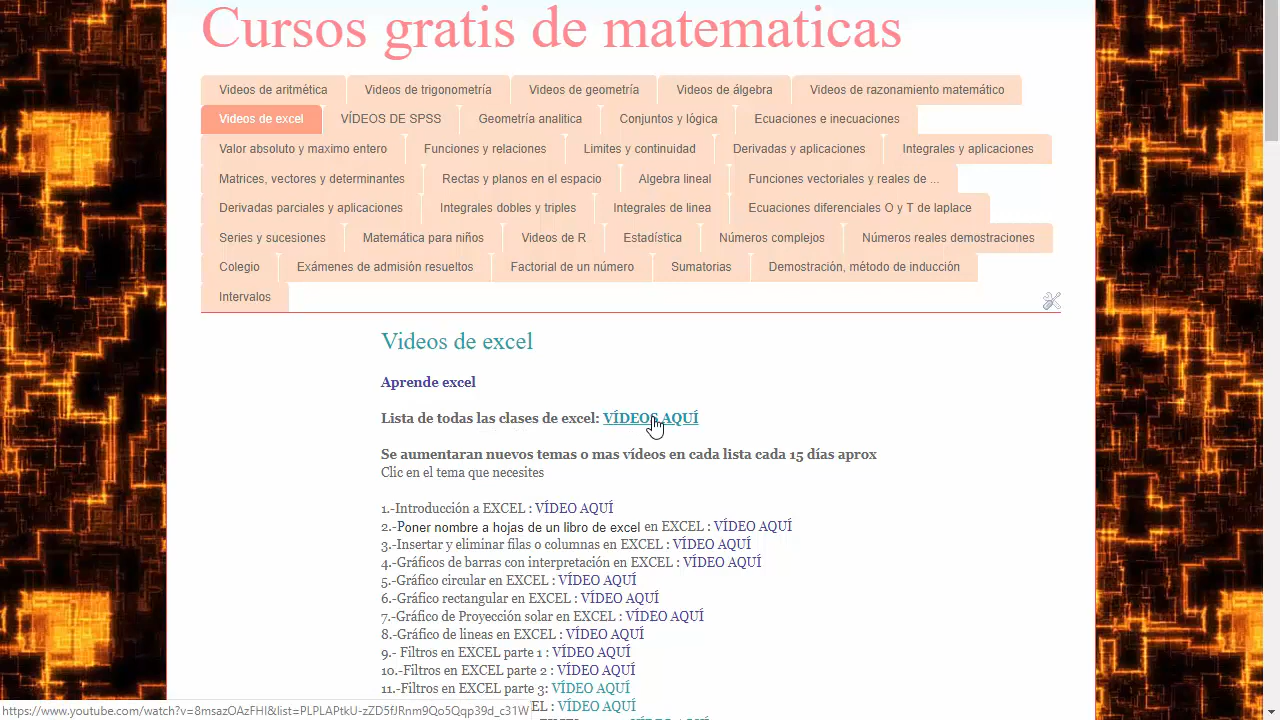 Cursos gratis de matematicas
Videos de aritmética Videos de trigonometría Videos de geometría Videos de álgebra Videos de razonamiento matemático
Videos de excel VÍDEOS DE SPSS Geometría analitica Conjuntos y lógica Ecuaciones e inecuaciones
Valor absoluto y maximo entero Funciones y relaciones Limites y continuidad Derivadas y aplicaciones Integrales y aplicaciones
Matrices, vectores y determinantes Rectas y planos en el espacio Algebra lineal Funciones vectoriales y reales de ...
Derivadas parciales y aplicaciones Integrales dobles y triples Integrales de linea Ecuaciones diferenciales O y T de laplace
Series y sucesiones Matemática para niños Videos de R Estadística Números complejos Números reales demostraciones
Colegio Exámenes de admisión resueltos Factorial de un número Sumatorias Demostración, método de inducción
Intervalos
Videos de excel
Aprende excel
Lista de todas las clases de excel: VÍDEOS AQUÍ
Se aumentaran nuevos temas o mas vídeos en cada lista cada 15 días aprox
Clic en el tema que necesites
1.-Introducción a EXCEL : VÍDEO AQUÍ
2.-Poner nombre a hojas de un libro de excel en EXCEL : VÍDEO AQUÍ
3.-Insertar y eliminar filas o columnas en EXCEL : VÍDEO AQUÍ
4.-Gráficos de barras con interpretación en EXCEL : VÍDEO AQUÍ
5.-Gráfico circular en EXCEL : VÍDEO AQUÍ
6.-Gráfico rectangular en EXCEL : VÍDEO AQUÍ
7.-Gráfico de Proyección solar en EXCEL : VÍDEO AQUÍ
8.-Gráfico de lineas en EXCEL : VÍDEO AQUÍ
9.- Filtros en EXCEL parte 1 : VÍDEO AQUÍ
10.-Filtros en EXCEL parte 2 : VÍDEO AQUÍ
11.-Filtros en EXCEL parte 3: VÍDEO AQUÍ
EL : VÍDEO AQUÍ